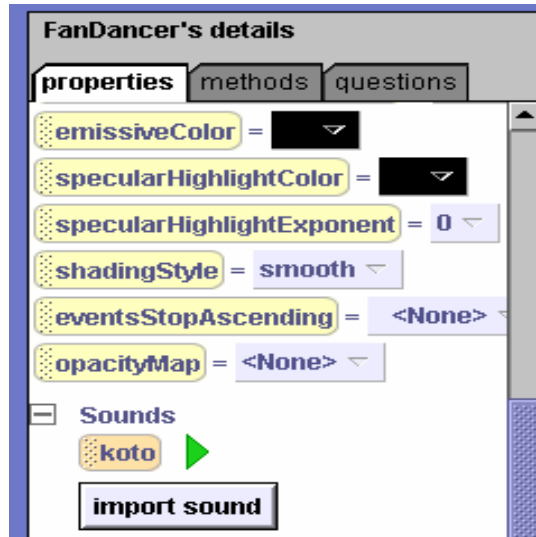 FanDancer's details
properties methods questions
emissiveColor =
specularHighlightColor =
specularHighlightExponent = 0
shadingStyle = smooth
eventsStopAscending = <None>
opacityMap = <None>
Sounds
koto
import sound